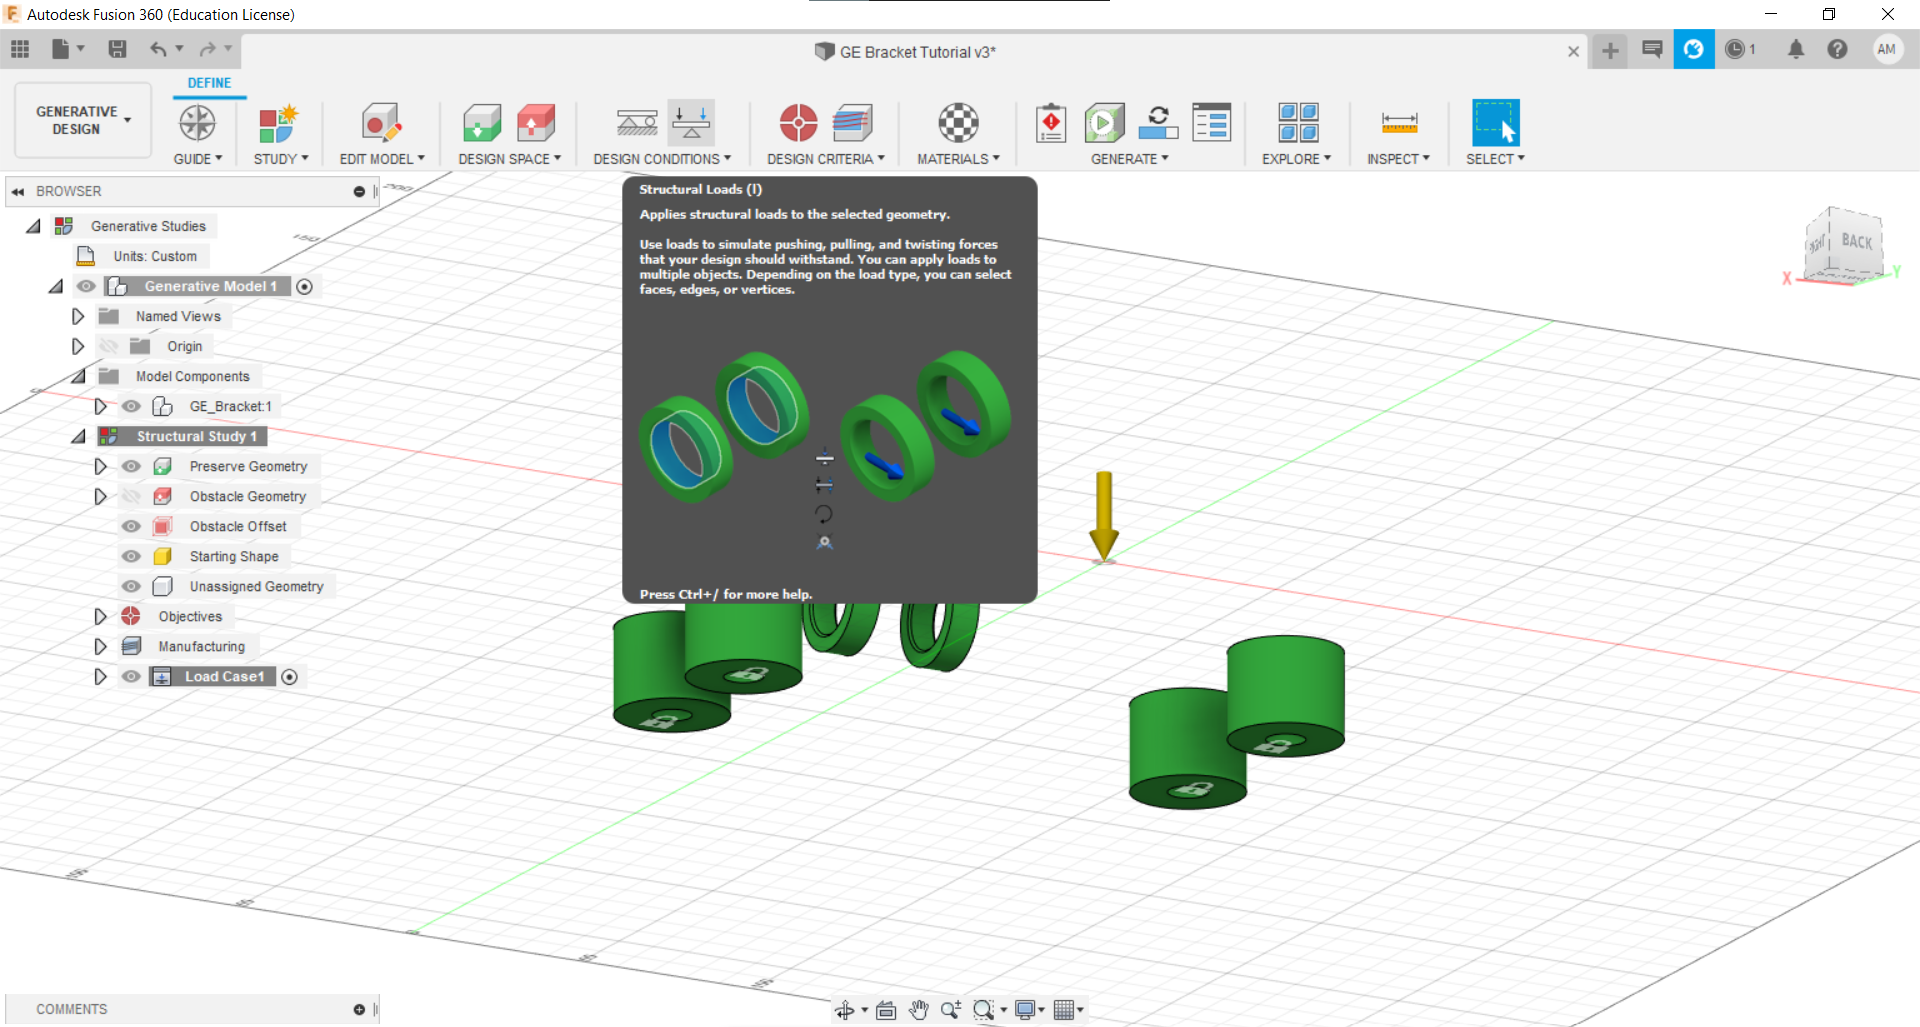 Autodesk Fusion 360 (Education License)
GE Bracket Tutorial v3*
1
AM
GENERATIVE
DESIGN
DEFINE
GUIDE
STUDY
EDIT MODEL
DESIGN SPACE
DESIGN CONDITIONS
DESIGN CRITERIA
MATERIALS
GENERATE
EXPLORE
INSPECT
SELECT
BROWSER
Generative Studies
Units: Custom
Generative Model 1
Named Views
Origin
Model Components
GE_Bracket:1
Structural Study 1
Preserve Geometry
Obstacle Geometry
Obstacle Offset
Starting Shape
Unassigned Geometry
Objectives
Manufacturing
Load Case1
Structural Loads (l)
Applies structural loads to the selected geometry.
Use loads to simulate pushing, pulling, and twisting forces
that your design should withstand. You can apply loads to
multiple objects. Depending on the load type, you can select
faces, edges, or vertices.
Press Ctrl+/ for more help.
200
150
BACK
X
Y
COMMENTS